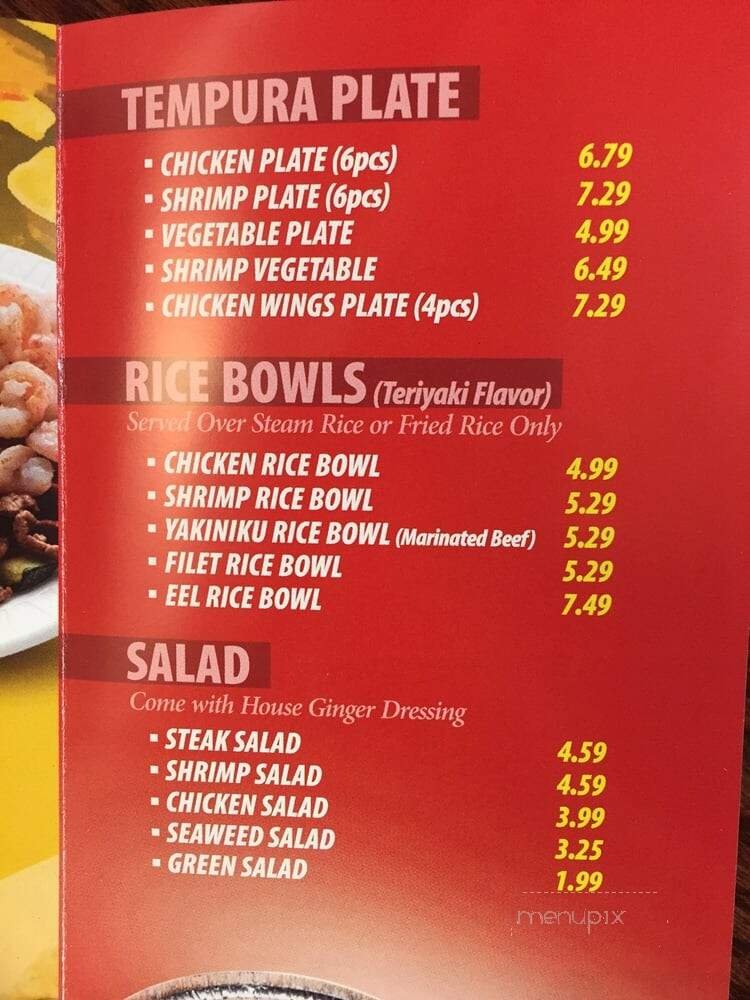 TEMPURA PLATE
▪ CHICKEN PLATE (6pcs) 6.79
▪ SHRIMP PLATE (6pcs) 7.29
▪ VEGETABLE PLATE 4.99
▪ SHRIMP VEGETABLE 6.49
▪ CHICKEN WINGS PLATE (4pcs) 7.29
RICE BOWLS (Teriyaki Flavor)
Served Over Steam Rice or Fried Rice Only
▪ CHICKEN RICE BOWL 4.99
▪ SHRIMP RICE BOWL 5.29
▪ YAKINIKU RICE BOWL (Marinated Beef) 5.29
▪ FILET RICE BOWL 5.29
▪ EEL RICE BOWL 7.49
SALAD
Come with House Ginger Dressing
▪ STEAK SALAD 4.59
▪ SHRIMP SALAD 4.59
▪ CHICKEN SALAD 3.99
▪ SEAWEED SALAD 3.25
▪ GREEN SALAD 1.99
menupix